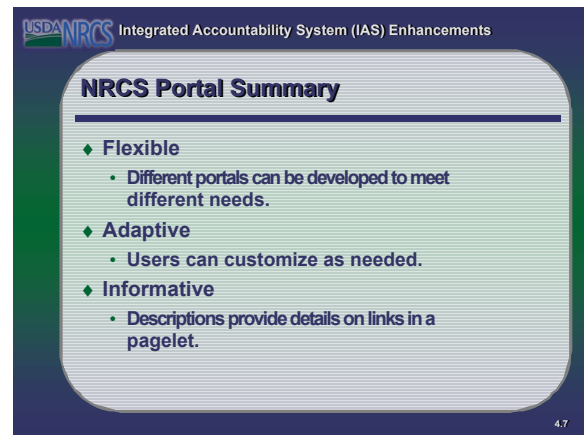 USDA NRCS Integrated Accountability System (IAS) Enhancements
NRCS Portal Summary
♦ Flexible
• Different portals can be developed to meet
different needs.
♦ Adaptive
• Users can customize as needed.
♦ Informative
• Descriptions provide details on links in a
pagelet.
4.7